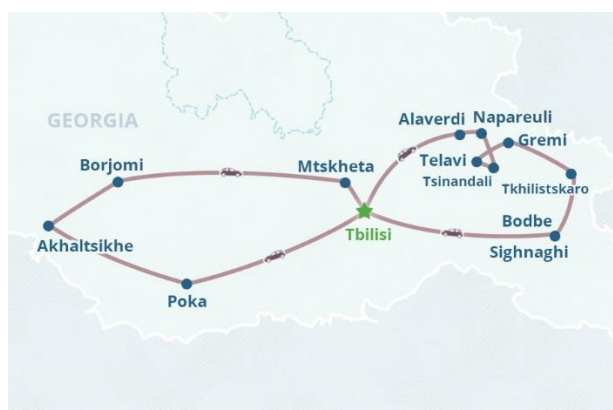 Alaverdi
Napareuli
GEORGIA
Gremi
Telavi
Borjomi
Mtskheta
Tsinandali
Tkhilistskaro
Bodbe
Tbilisi
Akhaltsikhe
Sighnaghi
Poka